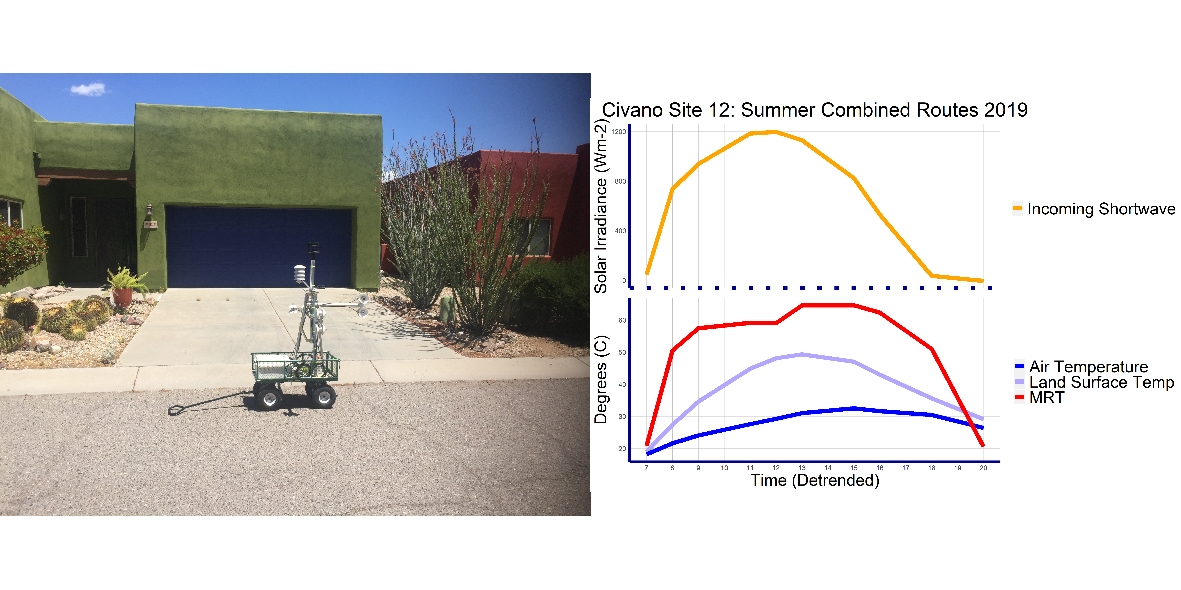 Civano Site 12: Summer Combined Routes 2019
Solar Irradiance (Wm-2)
1200
800
400
0
Incoming Shortwave
Degrees (C)
60
50
40
30
20
Air Temperature
Land Surface Temp
MRT
7 8 9 10 11 12 13 14 15 16 17 18 19 20
Time (Detrended)